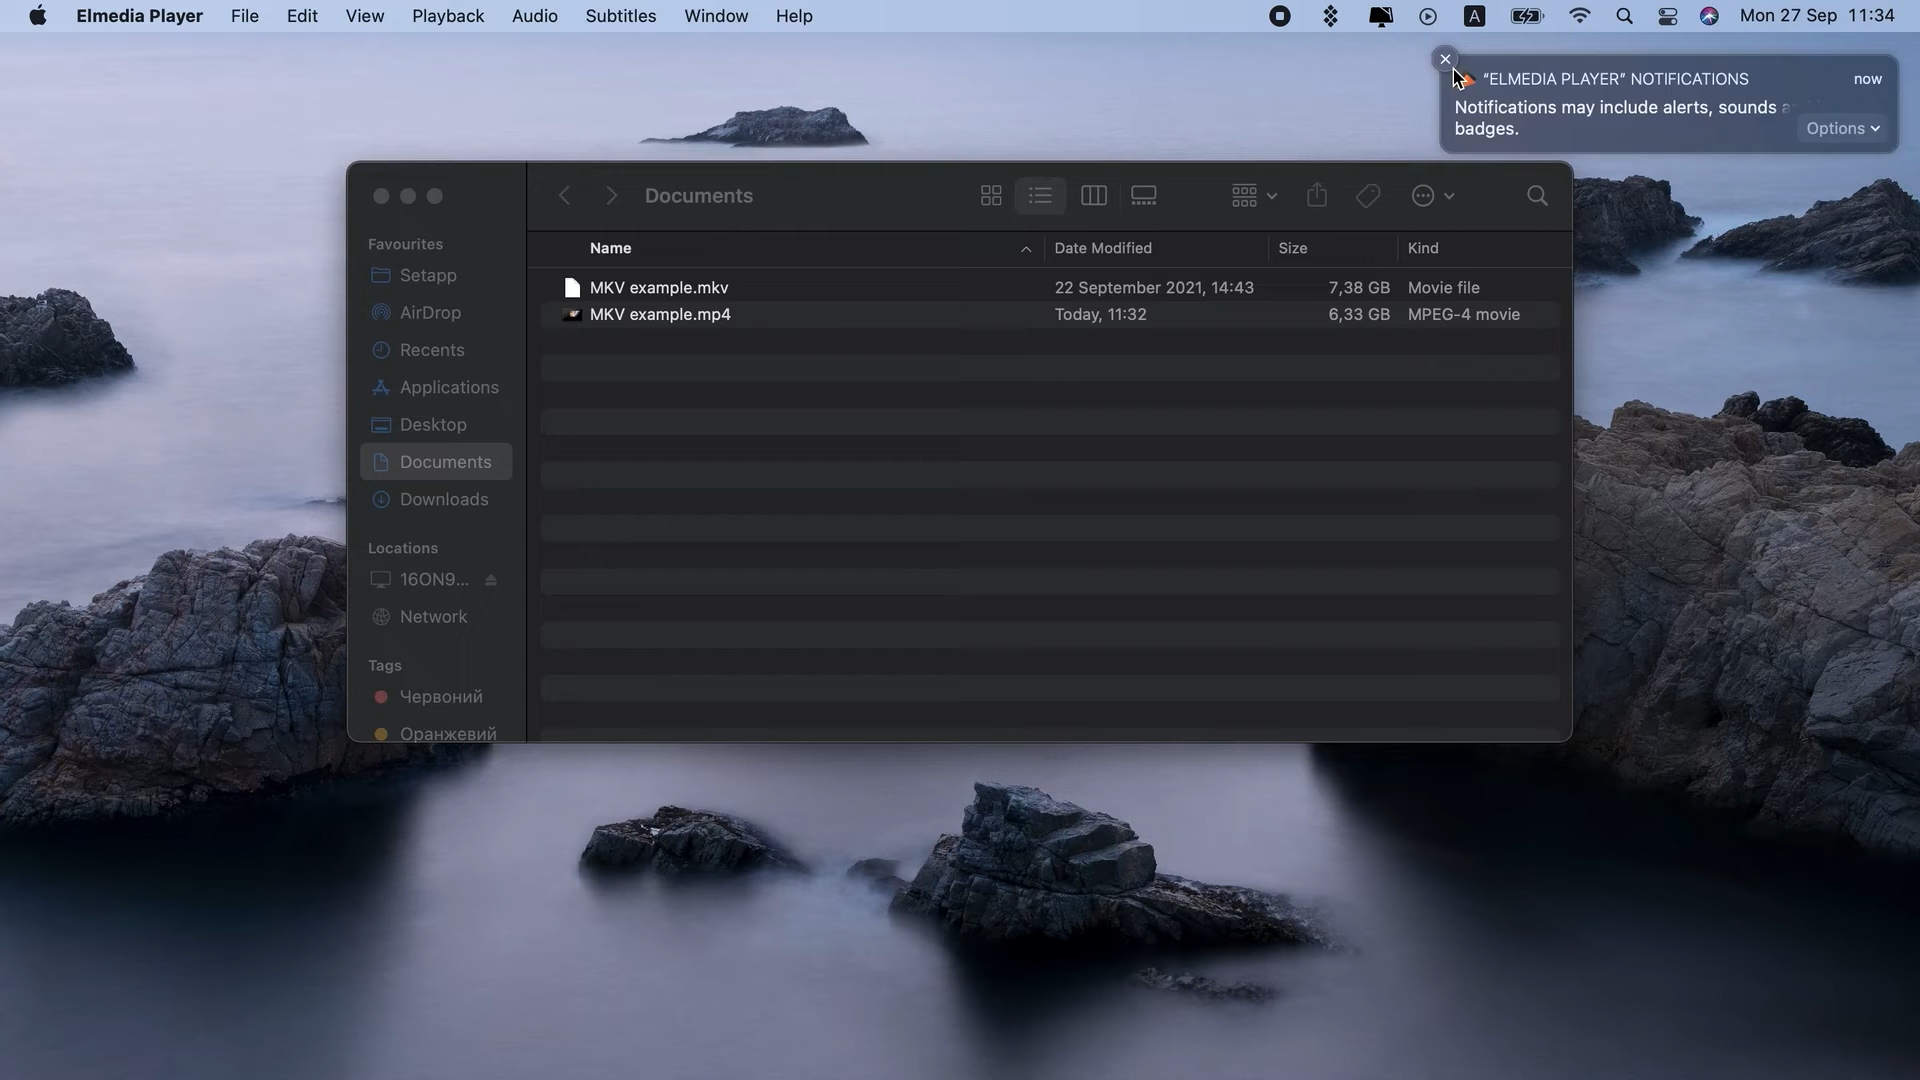 Elmedia Player File Edit View Playback Audio Subtitles Window Help A Mon 27 Sep 11:34
"ELMEDIA PLAYER" NOTIFICATIONS now
Notifications may include alerts, sounds
badges. Options
Documents
Name Date Modified Size Kind
MKV example.mkv 22 September 2021, 14:43 7,38 GB Movie file
MKV example.mp4 Today, 11:32 6,33 GB MPEG-4 movie
Favourites
Setapp
AirDrop
Recents
Applications
Desktop
Documents
Downloads
Locations
16ON9...
Network
Tags
Червоний
Оранжевий